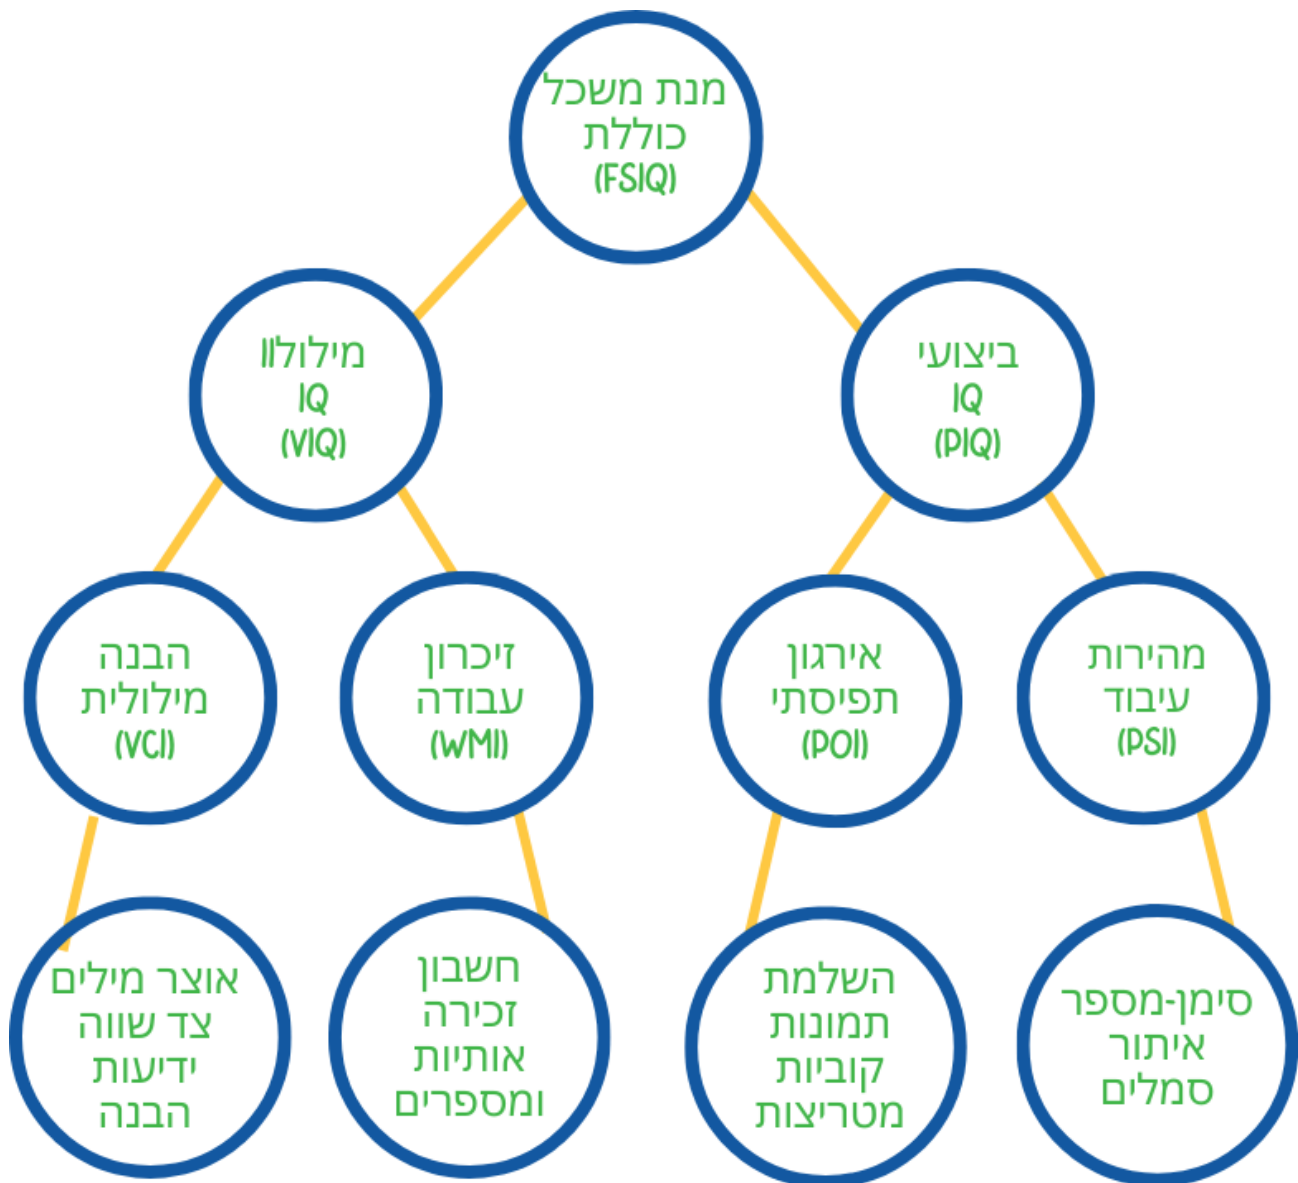 מנת משכל
כוללת
(FSIQ)
מילוליוו
IQ
(VIQ)
ביצועי
IQ
(PIQ)
הבנה
מילולית
(VCI)
זיכרון
עבודה
(WMI)
אירגון
תפיסתי
(POI)
מהירות
עיבוד
(PSI)
אוצר מילים
צד שווה
ידיעות
הבנה
חשבון
זכירה
אותיות
ומספרים
השלמת
תמונות
קוביות
מטריצות
סימן-מספר
איתור
סמלים